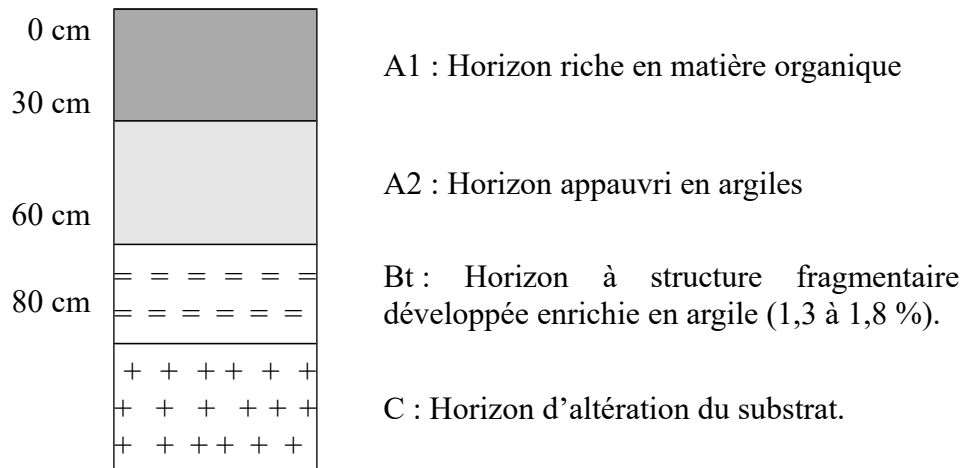 0 cm
A1 : Horizon riche en matière organique
30 cm
A2 : Horizon appauvri en argiles
60 cm
Bt : Horizon à structure fragmentaire
développée enrichie en argile (1,3 à 1,8 %).
80 cm
C : Horizon d’altération du substrat.